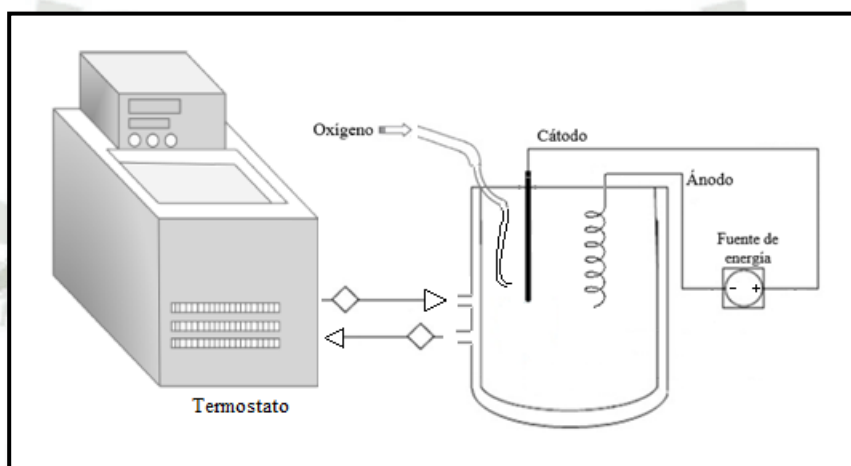 Oxígeno
Cátodo
Ánodo
Fuente de
energía
- +
Termostato